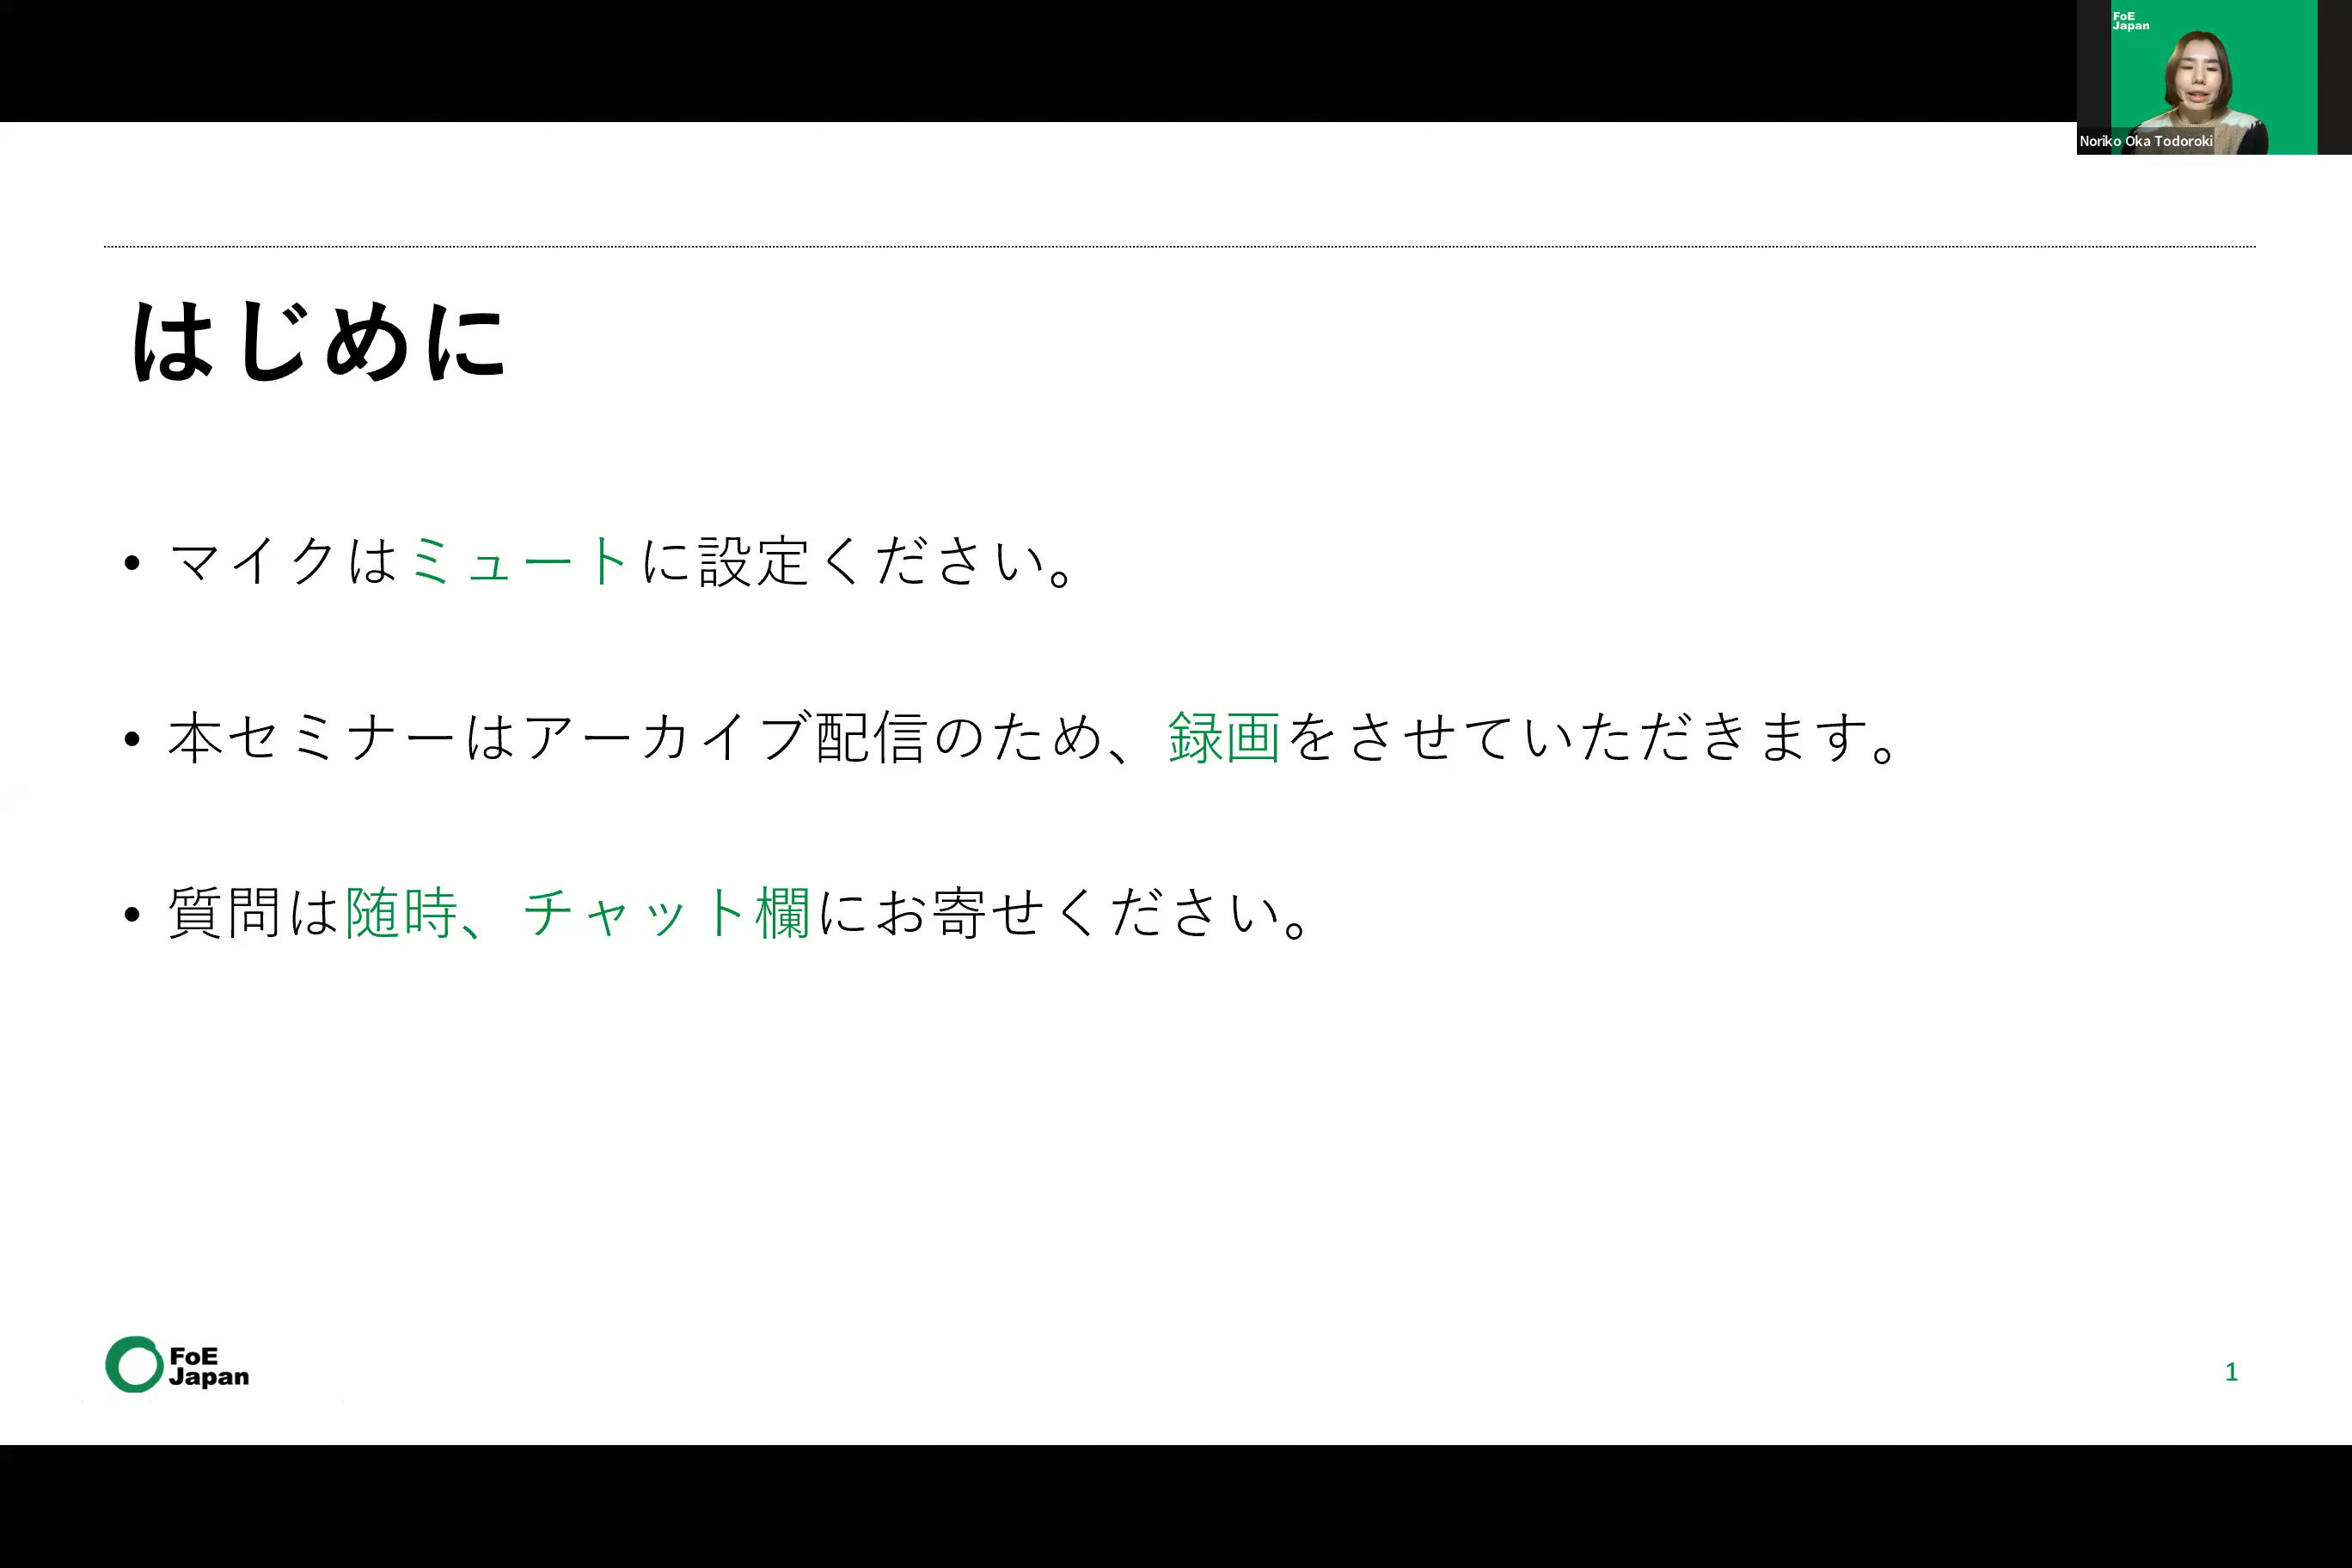 FoE
Japan
Noriko Oka Todoroki
はじめに
• マイクはミュートに設定ください。
• 本セミナーはアーカイブ配信のため、録画をさせていただきます。
• 質問は随時、チャット欄にお寄せください。
FoE
Japan
1